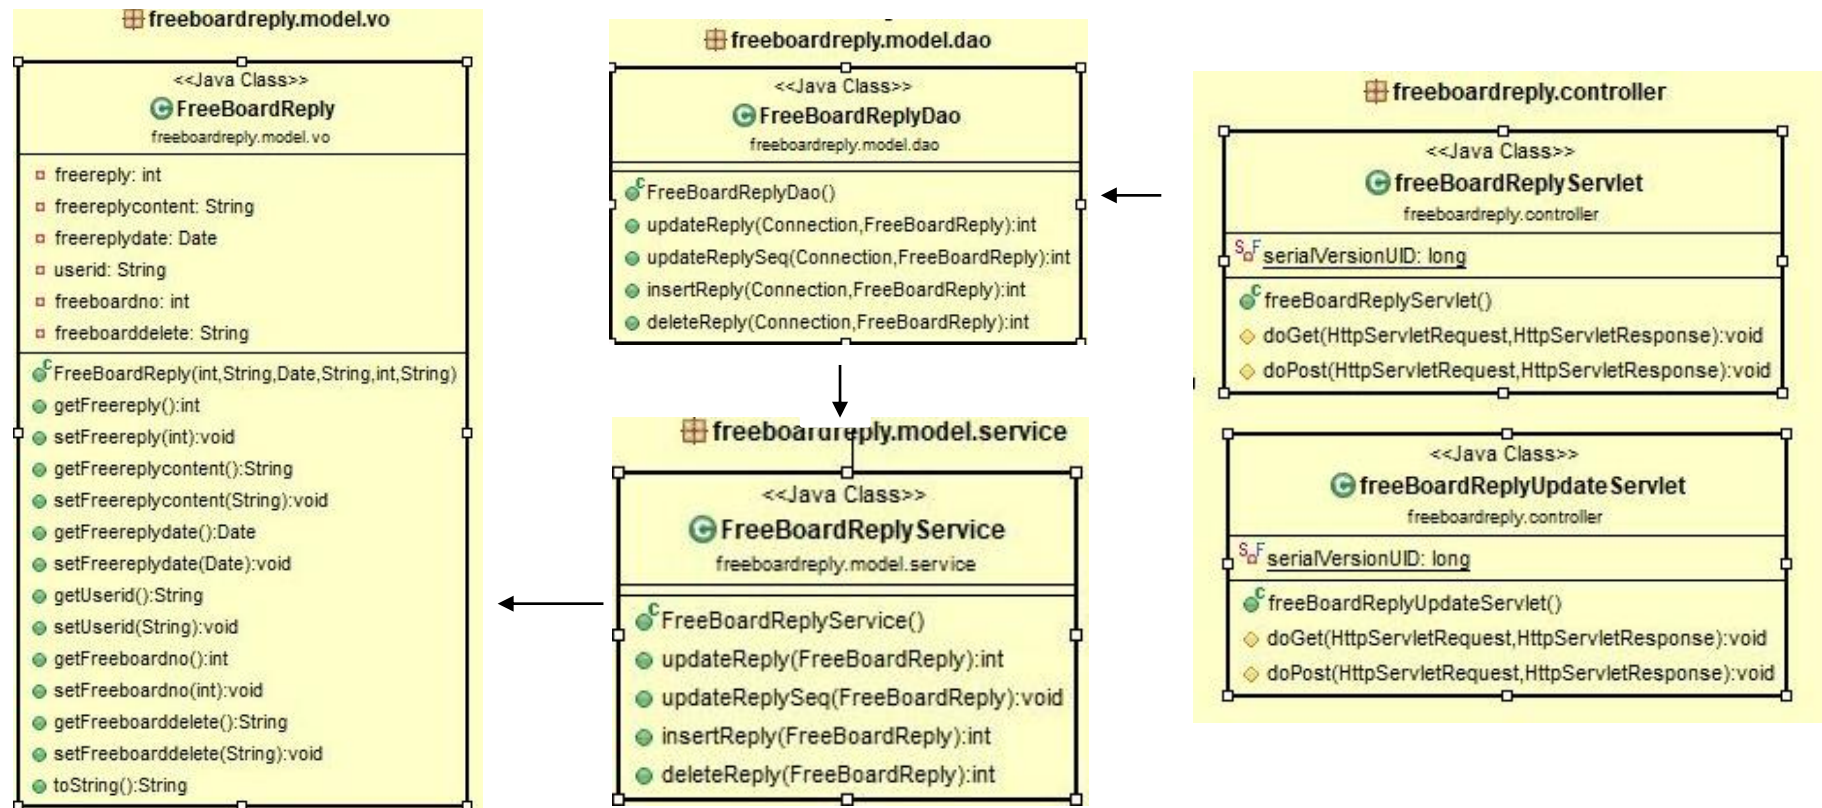 freeboardreply.model.vo
<<Java Class>>
FreeBoardReply
freeboardreply.model.vo
freereply: int
freereplycontent: String
freereplydate: Date
userid: String
freeboardno: int
freeboarddelete: String
FreeBoardReply(int,String,Date,String,int,String)
getFreereply():int
setFreereply(int):void
getFreereplycontent():String
setFreereplycontent(String):void
getFreereplydate():Date
setFreereplydate(Date):void
getUserid():String
setUserid(String):void
getFreeboardno():int
setFreeboardno(int):void
getFreeboarddelete():String
setFreeboarddelete(String):void
toString():String
freeboardreply.model.dao
<<Java Class>>
FreeBoardReplyDao
freeboardreply.model.dao
FreeBoardReplyDao()
updateReply(Connection,FreeBoardReply):int
updateReplySeq(Connection,FreeBoardReply):int
insertReply(Connection,FreeBoardReply):int
deleteReply(Connection,FreeBoardReply):int
freeboardreply.model.service
<<Java Class>>
FreeBoardReplyService
freeboardreply.model.service
FreeBoardReplyService()
updateReply(FreeBoardReply):int
updateReplySeq(FreeBoardReply):void
insertReply(FreeBoardReply):int
deleteReply(FreeBoardReply):int
freeboardreply.controller
<<Java Class>>
freeBoardReplyServlet
freeboardreply.controller
serialVersionUID: long
freeBoardReplyServlet()
doGet(HttpServletRequest,HttpServletResponse):void
doPost(HttpServletRequest,HttpServletResponse):void
<<Java Class>>
freeBoardReplyUpdateServlet
freeboardreply.controller
serialVersionUID: long
freeBoardReplyUpdateServlet()
doGet(HttpServletRequest,HttpServletResponse):void
doPost(HttpServletRequest,HttpServletResponse):void